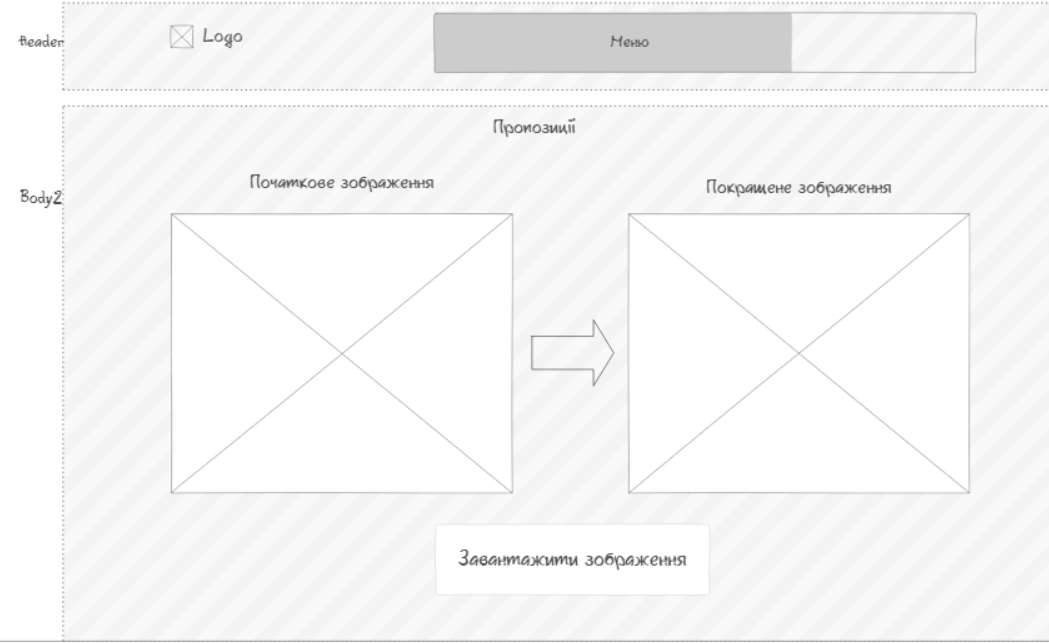 Header
Logo
Меню
Пропозиції
Body2
Початкове зображення
Покращене зображення
Завантажити зображення